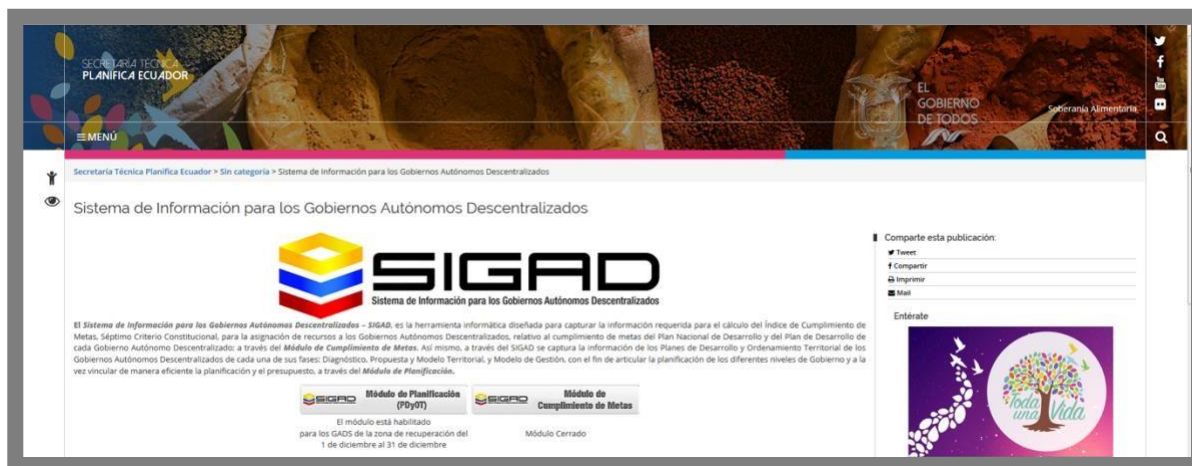 SECRETARÍA TÉCNICA
PLANIFICA ECUADOR
EL
GOBIERNO
DE TODOS
Soberanía Alimentaria
MENÚ
Secretaría Técnica Planifica Ecuador > Sin categoría > Sistema de Información para los Gobiernos Autónomos Descentralizados
Sistema de Información para los Gobiernos Autónomos Descentralizados
SIGAD
Sistema de Información para los Gobiernos Autónomos Descentralizados
El Sistema de Información para los Gobiernos Autónomos Descentralizados – SIGAD, es la herramienta informática diseñada para capturar la información requerida para el cálculo del Índice de Cumplimiento de
Metas, Séptimo Criterio Constitucional, para la asignación de recursos a los Gobiernos Autónomos Descentralizados, relativo al cumplimiento de metas del Plan Nacional de Desarrollo y del Plan de Desarrollo de
cada Gobierno Autónomo Descentralizado; a través del Módulo de Cumplimiento de Metas. Así mismo, a través del SIGAD se captura la información de los Planes de Desarrollo y Ordenamiento Territorial de los
Gobiernos Autónomos Descentralizados de cada una de sus fases: Diagnóstico, Propuesta y Modelo Territorial, y Modelo de Gestión, con el fin de articular la planificación de los diferentes niveles de Gobierno y a la
vez vincular de manera eficiente la planificación y el presupuesto, a través del Módulo de Planificación.
SIGAD Módulo de Planificación
(PDyOT)
El módulo está habilitado
para los GADS de la zona de recuperación del
1 de diciembre al 31 de diciembre
SIGAD Módulo de
Cumplimiento de Metas
Módulo Cerrado
Comparte esta publicación:
Tweet
Compartir
Imprimir
Mail
Entérate
Toda
una Vida